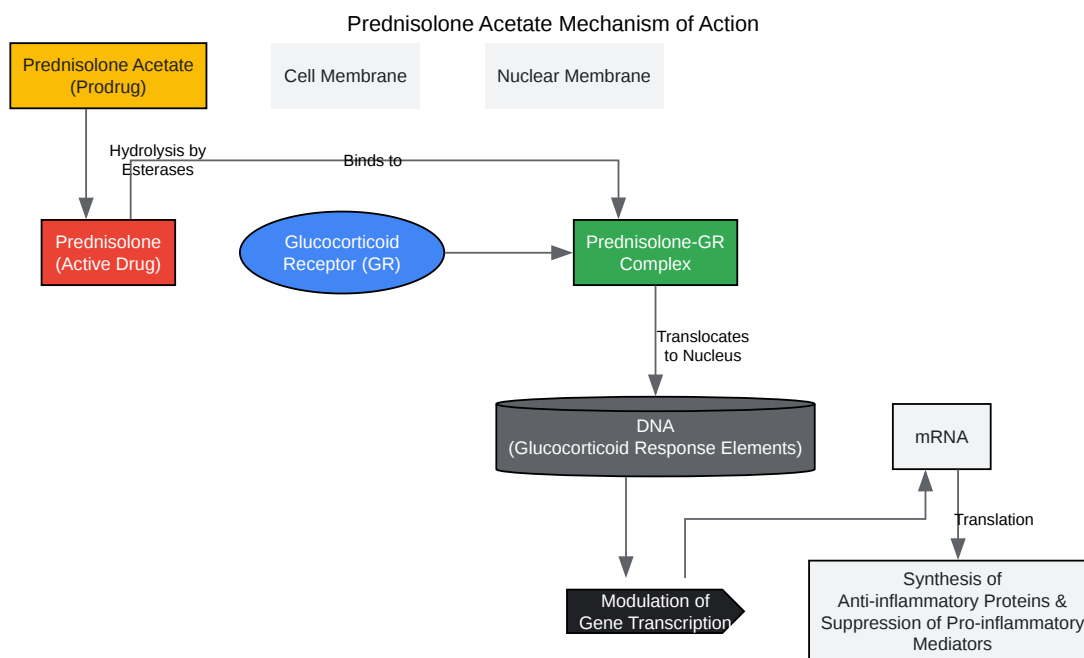 Prednisolone Acetate Mechanism of Action
Prednisolone Acetate
(Prodrug)
Cell Membrane
Nuclear Membrane
Hydrolysis by
Esterases
Binds to
Prednisolone
(Active Drug)
Glucocorticoid
Receptor (GR)
Prednisolone-GR
Complex
Translocates
to Nucleus
DNA
(Glucocorticoid Response Elements)
mRNA
Translation
Modulation of
Gene Transcription
Synthesis of
Anti-inflammatory Proteins &
Suppression of Pro-inflammatory
Mediators